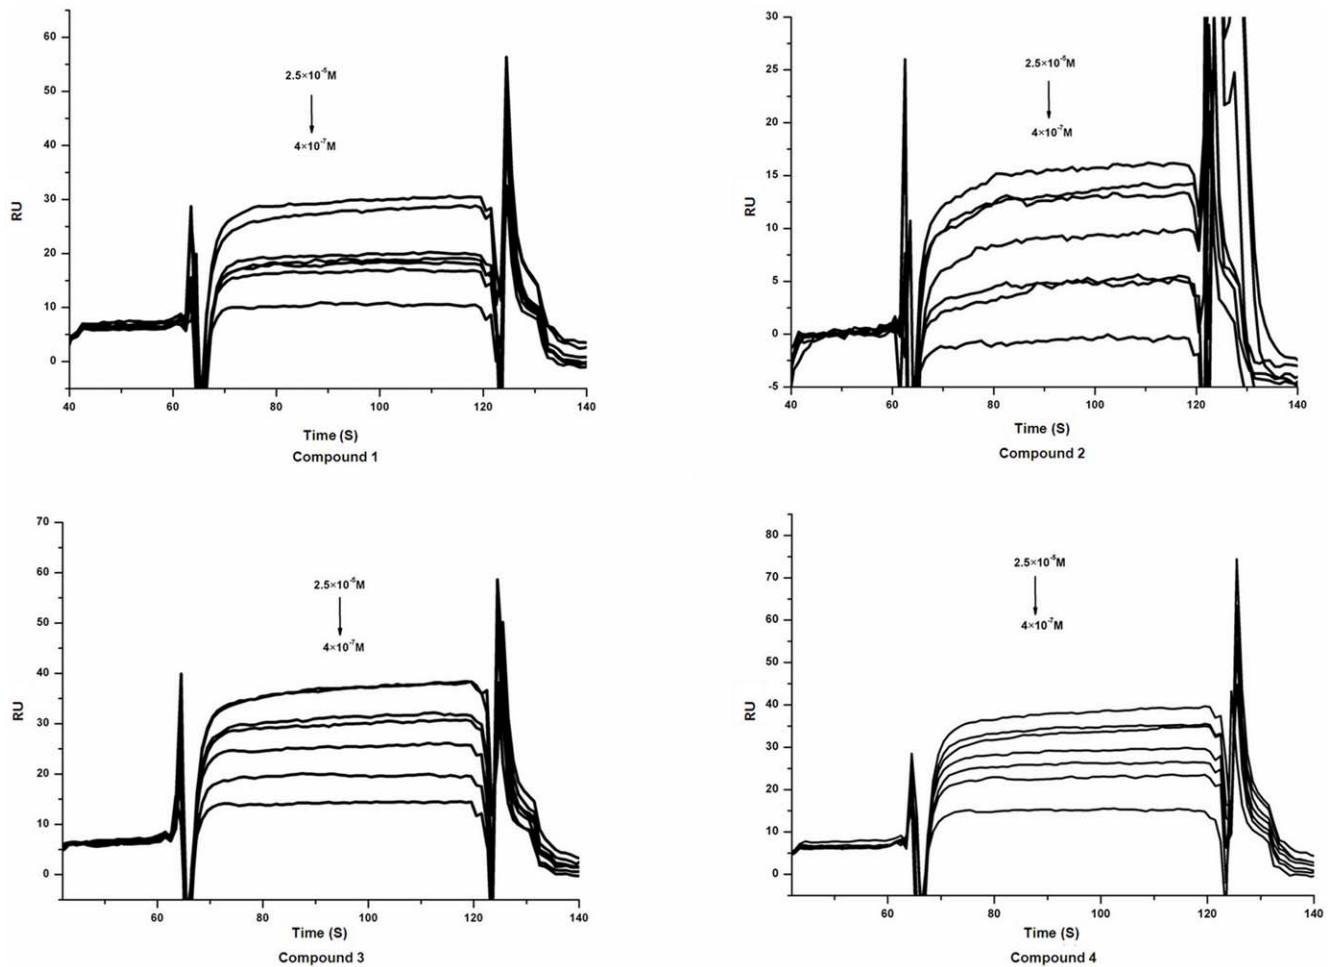 60
50
40
30
20
10
0
RU
2.5×10⁻⁵M
4×10⁻⁷M
40 60 80 100 120 140
Time (S)
Compound 1
30
25
20
15
10
5
0
-5
RU
2.5×10⁻⁵M
4×10⁻⁷M
40 60 80 100 120 140
Time (S)
Compound 2
70
60
50
40
30
20
10
0
RU
2.5×10⁻⁵M
4×10⁻⁷M
60 80 100 120 140
Time (S)
Compound 3
80
70
60
50
40
30
20
10
0
RU
2.5×10⁻⁵M
4×10⁻⁷M
60 80 100 120 140
Time (S)
Compound 4